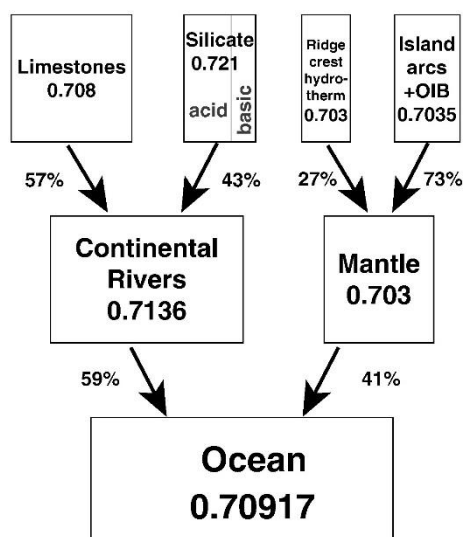 Limestones
0.708
Silicate
0.721
acid
basic
Ridge
crest
hydro-
therm
0.703
Island
arcs
+OIB
0.7035
57%
43%
27%
73%
Continental
Rivers
0.7136
Mantle
0.703
59%
41%
Ocean
0.70917